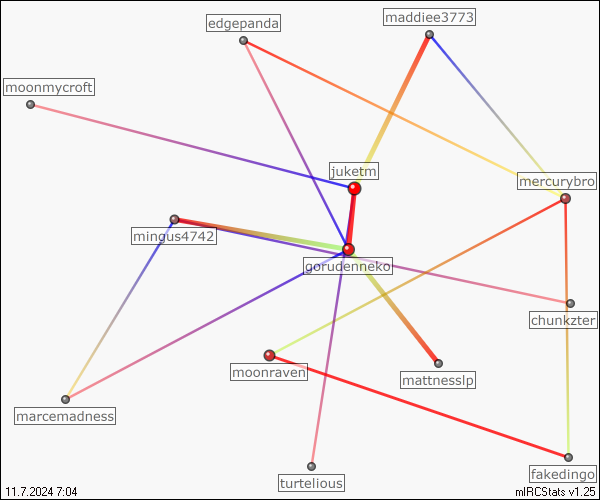 maddiee3773
edgepanda
moonmycroft
juketm
mercurybro
mingus4742
gorudenneko
chunkzter
moonraven
mattnesslp
marcemadness
fakedingo
turtelious
11.7.2024 7:04
mIRCStats v1.25